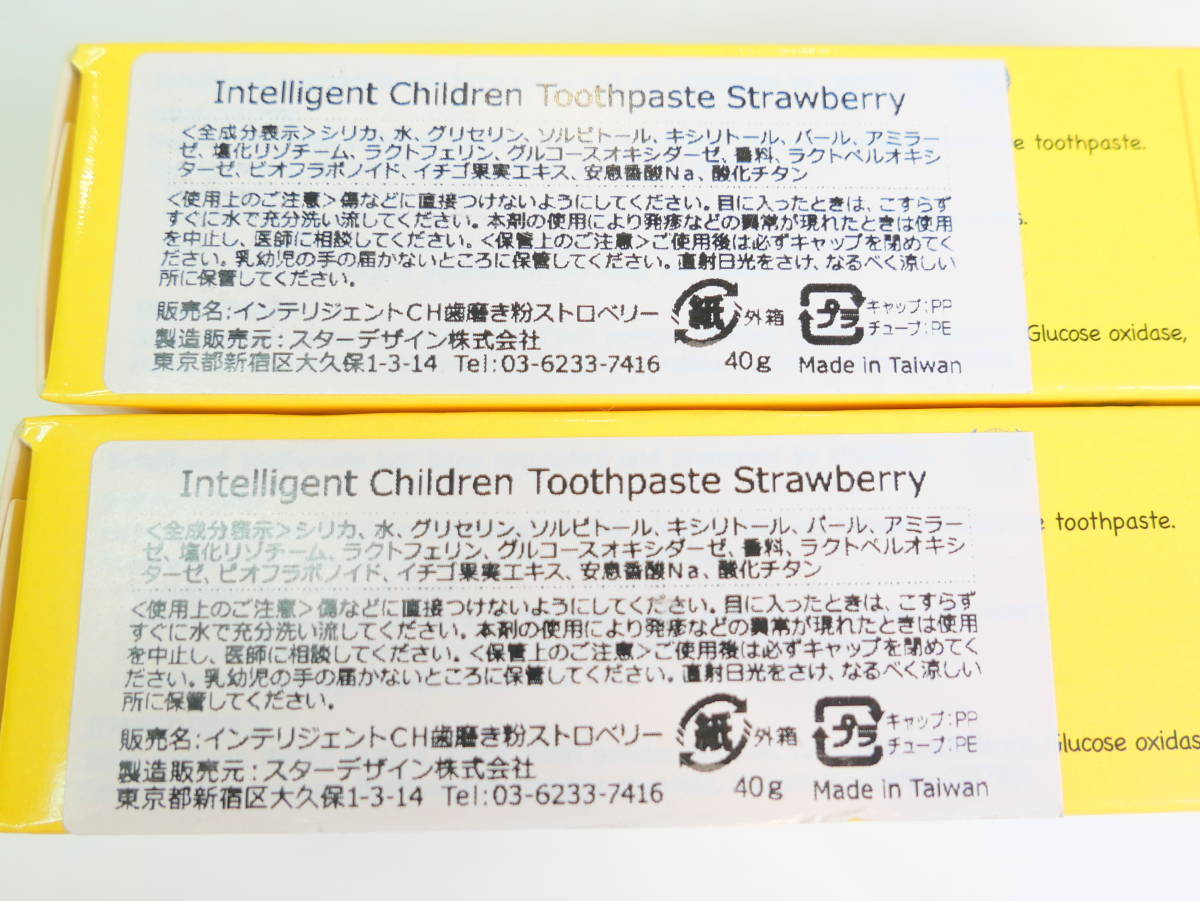 Intelligent Children Toothpaste Strawberry
<全成分表示>シリカ、水、グリセリン、ソルビトール、キシリトール、パール、アミラー
ゼ、塩化リゾチーム、ラクトフェリン、グルコースオキシダーゼ、香料、ラクトペルオキシ
ダーゼ、ビオフラボノイド、イチゴ果実エキス、安息香酸Na、酸化チタン
<使用上のご注意>傷などに直接つけないようにしてください。目に入ったときは、こすらず
すぐに水で充分洗い流してください。本剤の使用により発疹などの異常が現れたときは使用
を中止し、医師に相談してください。<保管上のご注意>ご使用後は必ずキャップを閉めてく
ださい。乳幼児の手の届かないところに保管してください。直射日光をさけ、なるべく涼しい
所に保管してください。
販売名:インテリジェントCH歯磨き粉ストロベリー
製造販売元:スターデザイン株式会社
東京都新宿区大久保1-3-14 Tel:03-6233-7416
紙 外箱
プラ キャップ:PP
チューブ:PE
40g Made in Taiwan
e toothpaste.
s.
Glucose oxidase,
Intelligent Children Toothpaste Strawberry
<全成分表示>シリカ、水、グリセリン、ソルビトール、キシリトール、パール、アミラー
ゼ、塩化リゾチーム、ラクトフェリン、グルコースオキシダーゼ、香料、ラクトペルオキシ
ダーゼ、ビオフラボノイド、イチゴ果実エキス、安息香酸Na、酸化チタン
<使用上のご注意>傷などに直接つけないようにしてください。目に入ったときは、こすらず
すぐに水で充分洗い流してください。本剤の使用により発疹などの異常が現れたときは使用
を中止し、医師に相談してください。<保管上のご注意>ご使用後は必ずキャップを閉めてく
ださい。乳幼児の手の届かないところに保管してください。直射日光をさけ、なるべく涼しい
所に保管してください。
販売名:インテリジェントCH歯磨き粉ストロベリー
製造販売元:スターデザイン株式会社
東京都新宿区大久保1-3-14 Tel:03-6233-7416
紙 外箱
プラ キャップ:PP
チューブ:PE
40g Made in Taiwan
e toothpaste.
Glucose oxidas